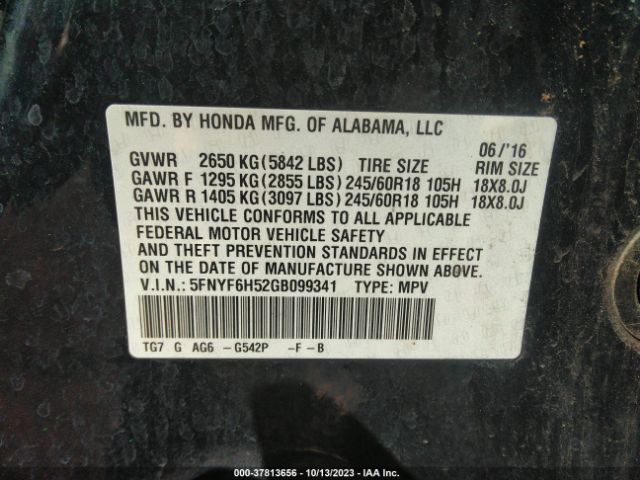 MFD. BY HONDA MFG. OF ALABAMA, LLC
06/'16
GVWR 2650 KG (5842 LBS) TIRE SIZE RIM SIZE
GAWR F 1295 KG (2855 LBS) 245/60R18 105H 18X8.0J
GAWR R 1405 KG (3097 LBS) 245/60R18 105H 18X8.0J
THIS VEHICLE CONFORMS TO ALL APPLICABLE
FEDERAL MOTOR VEHICLE SAFETY
AND THEFT PREVENTION STANDARDS IN EFFECT
ON THE DATE OF MANUFACTURE SHOWN ABOVE.
V.I.N.: 5FNYF6H52GB099341 TYPE: MPV
TG7 G AG6 - G542P - F - B
000-37813656 - 10/13/2023 - IAA Inc.